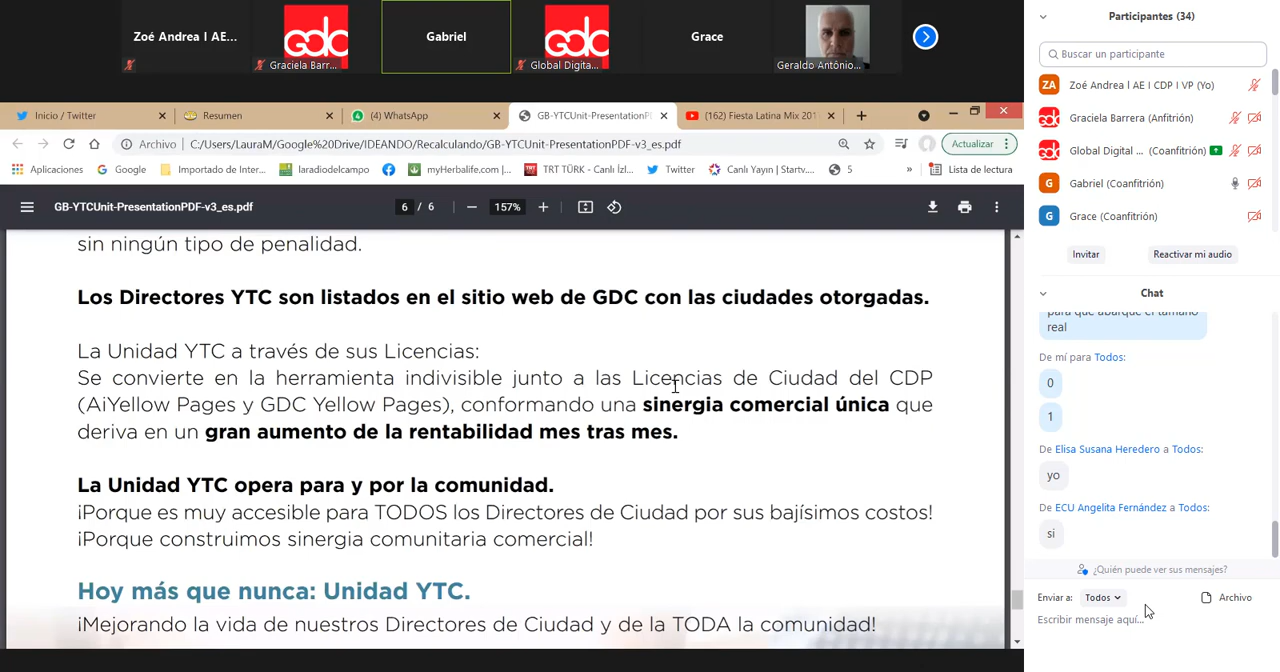 Zoé Andrea l AE...
gdc
Graciela Barr...
Gabriel
gdc
Global Digita...
Grace
Geraldo Antônio...
Inicio / Twitter
Resumen
(4) WhatsApp
GB-YTCUnit-PresentationP
(162) Fiesta Latina Mix 201
Archivo
C:/Users/LauraM/Google%20Drive/IDEANDO/Recalculando/GB-YTCUnit-PresentationPDF-v3_es.pdf
Actualizar
Aplicaciones
Google
Importado de Inter...
laradiodelcampo
myHerbalife.com |...
TRT TÜRK - Canlı İzl...
Twitter
Canlı Yayın | Startv....
5
»
Lista de lectura
GB-YTCUnit-PresentationPDF-v3_es.pdf
6 / 6
157%
sin ningún tipo de penalidad.
Los Directores YTC son listados en el sitio web de GDC con las ciudades otorgadas.
La Unidad YTC a través de sus Licencias:
Se convierte en la herramienta indivisible junto a las Licencias de Ciudad del CDP
(AiYellow Pages y GDC Yellow Pages), conformando una sinergia comercial única que
deriva en un gran aumento de la rentabilidad mes tras mes.
La Unidad YTC opera para y por la comunidad.
¡Porque es muy accesible para TODOS los Directores de Ciudad por sus bajísimos costos!
¡Porque construimos sinergia comunitaria comercial!
Hoy más que nunca: Unidad YTC.
¡Mejorando la vida de nuestros Directores de Ciudad y de la TODA la comunidad!
Participantes (34)
Buscar un participante
ZA
Zoé Andrea l AE l CDP l VP (Yo)
gdc
Graciela Barrera (Anfitrión)
gdc
Global Digital ... (Coanfitrión)
G
Gabriel (Coanfitrión)
G
Grace (Coanfitrión)
Invitar
Reactivar mi audio
Chat
para que abarque el tamaño
real
De mí para Todos:
0
1
De Elisa Susana Heredero a Todos:
yo
De ECU Angelita Fernández a Todos:
si
¿Quién puede ver sus mensajes?
Enviar a:
Todos
Archivo
Escribir mensaje aquí...